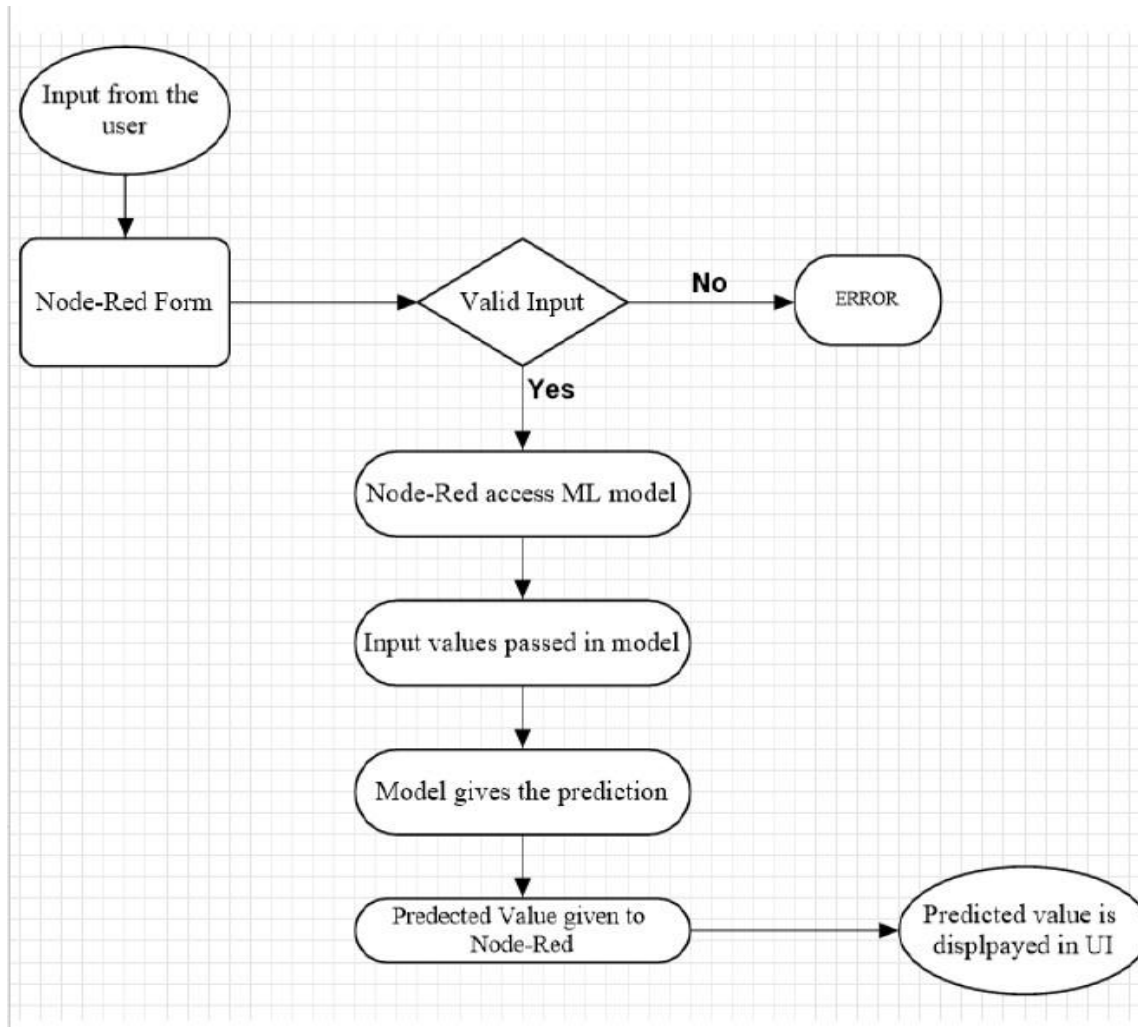 Input from the
user
Node-Red Form
Valid Input
No
ERROR
Yes
Node-Red access ML model
Input values passed in model
Model gives the prediction
Predected Value given to
Node-Red
Predicted value is
displpayed in UI